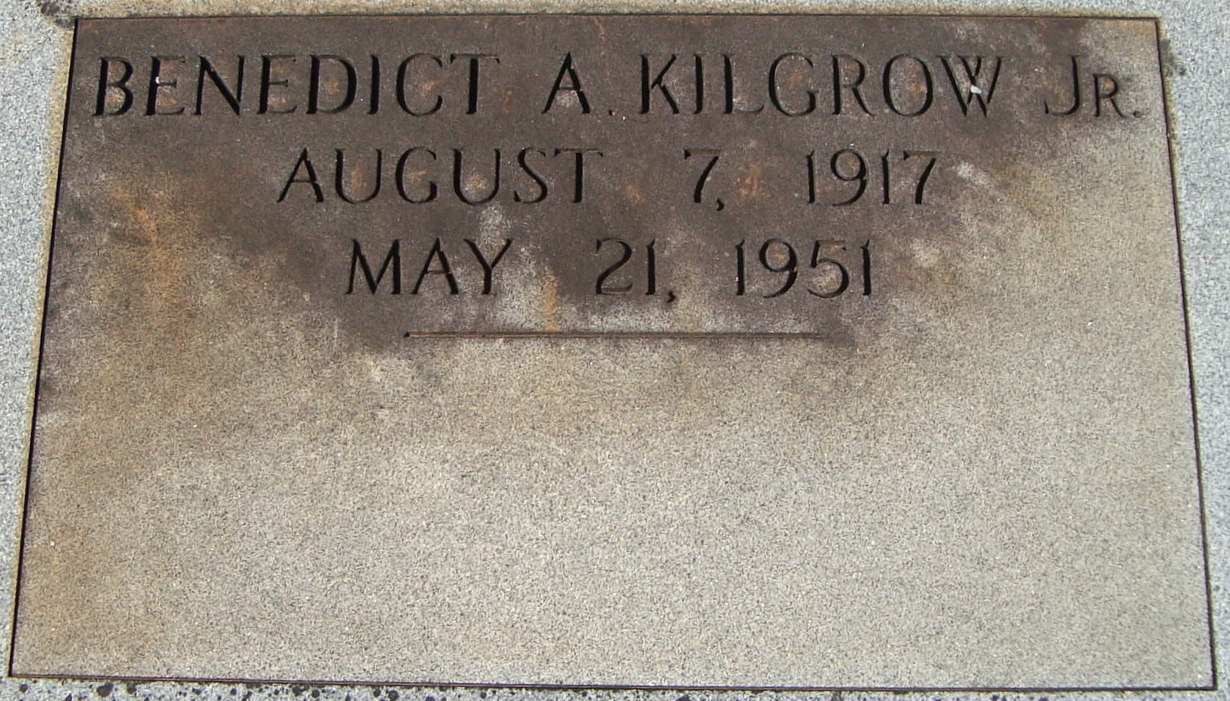 BENEDICT A. KILGROW JR.
AUGUST 7, 1917
MAY 21, 1951